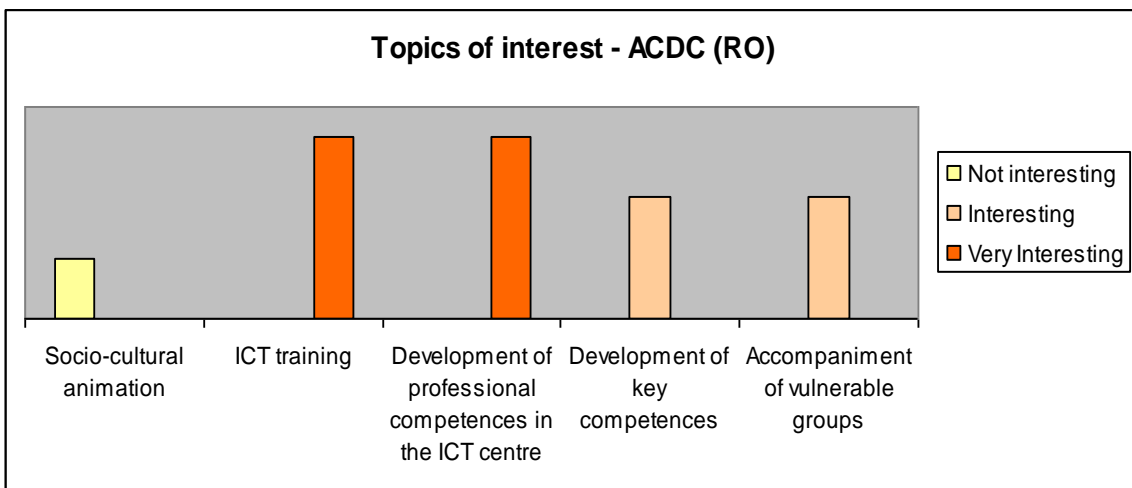 Topics of interest - ACDC (RO)
Not interesting
Interesting
Very Interesting
Socio-cultural
animation
ICT training
Development of
professional
competences in
the ICT centre
Development of
key
competences
Accompaniment
of vulnerable
groups